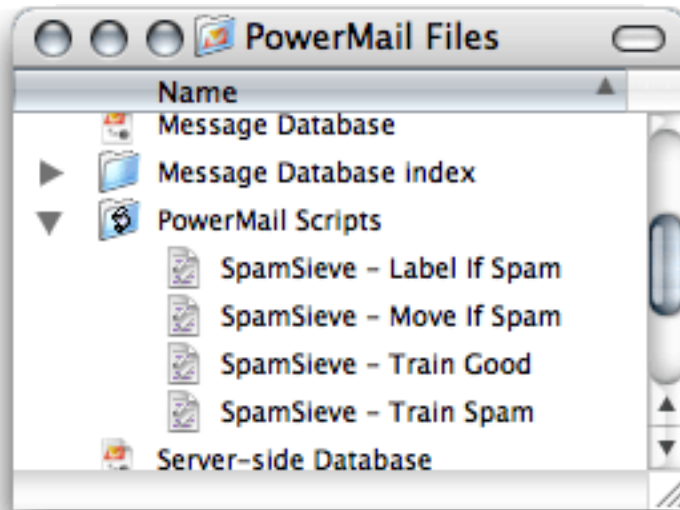 PowerMail Files
Name
Message Database
Message Database index
PowerMail Scripts
SpamSieve – Label If Spam
SpamSieve – Move If Spam
SpamSieve – Train Good
SpamSieve – Train Spam
Server-side Database